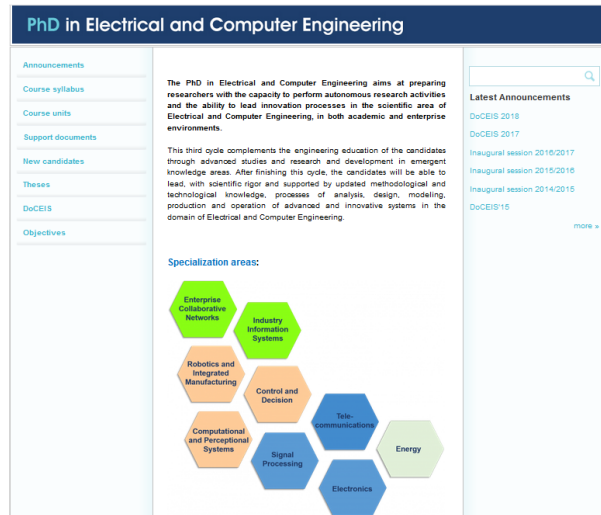 PhD in Electrical and Computer Engineering
Announcements
Course syllabus
Course units
Support documents
New candidates
Theses
DoCEIS
Objectives
The PhD in Electrical and Computer Engineering aims at preparing
researchers with the capacity to perform autonomous research activities
and the ability to lead innovation processes in the scientific area of
Electrical and Computer Engineering, in both academic and enterprise
environments.
This third cycle complements the engineering education of the candidates
through advanced studies and research and development in emergent
knowledge areas. After finishing this cycle, the candidates will be able to
lead, with scientific rigor and supported by updated methodological and
technological knowledge, processes of analysis, design, modeling,
production and operation of advanced and innovative systems in the
domain of Electrical and Computer Engineering.
Specialization areas:
Enterprise
Collaborative
Networks
Industry
Information
Systems
Robotics and
Integrated
Manufacturing
Control and
Decision
Tele-
communications
Computational
and Perceptional
Systems
Signal
Processing
Energy
Electronics
Latest Announcements
DoCEIS 2018
DoCEIS 2017
Inaugural session 2016/2017
Inaugural session 2015/2016
Inaugural session 2014/2015
DoCEIS'15
more »